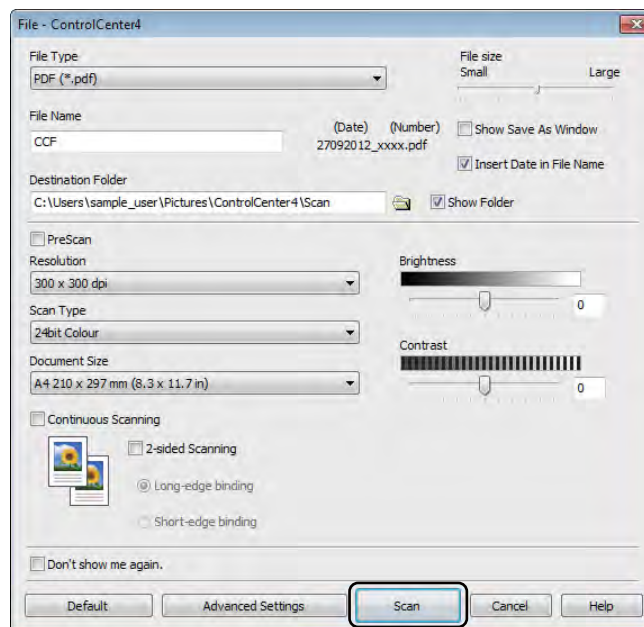 File - ControlCenter4
File Type
File size
Small Large
PDF (*.pdf)
File Name
(Date) (Number)
Show Save As Window
CCF
27092012_xxxx.pdf
Insert Date in File Name
Destination Folder
C:\Users\sample_user\Pictures\ControlCenter4\Scan
Show Folder
PreScan
Resolution
Brightness
300 x 300 dpi
0
Scan Type
24bit Colour
Contrast
Document Size
A4 210 x 297 mm (8.3 x 11.7 in)
0
Continuous Scanning
2-sided Scanning
Long-edge binding
Short-edge binding
Don't show me again.
Default Advanced Settings Scan Cancel Help